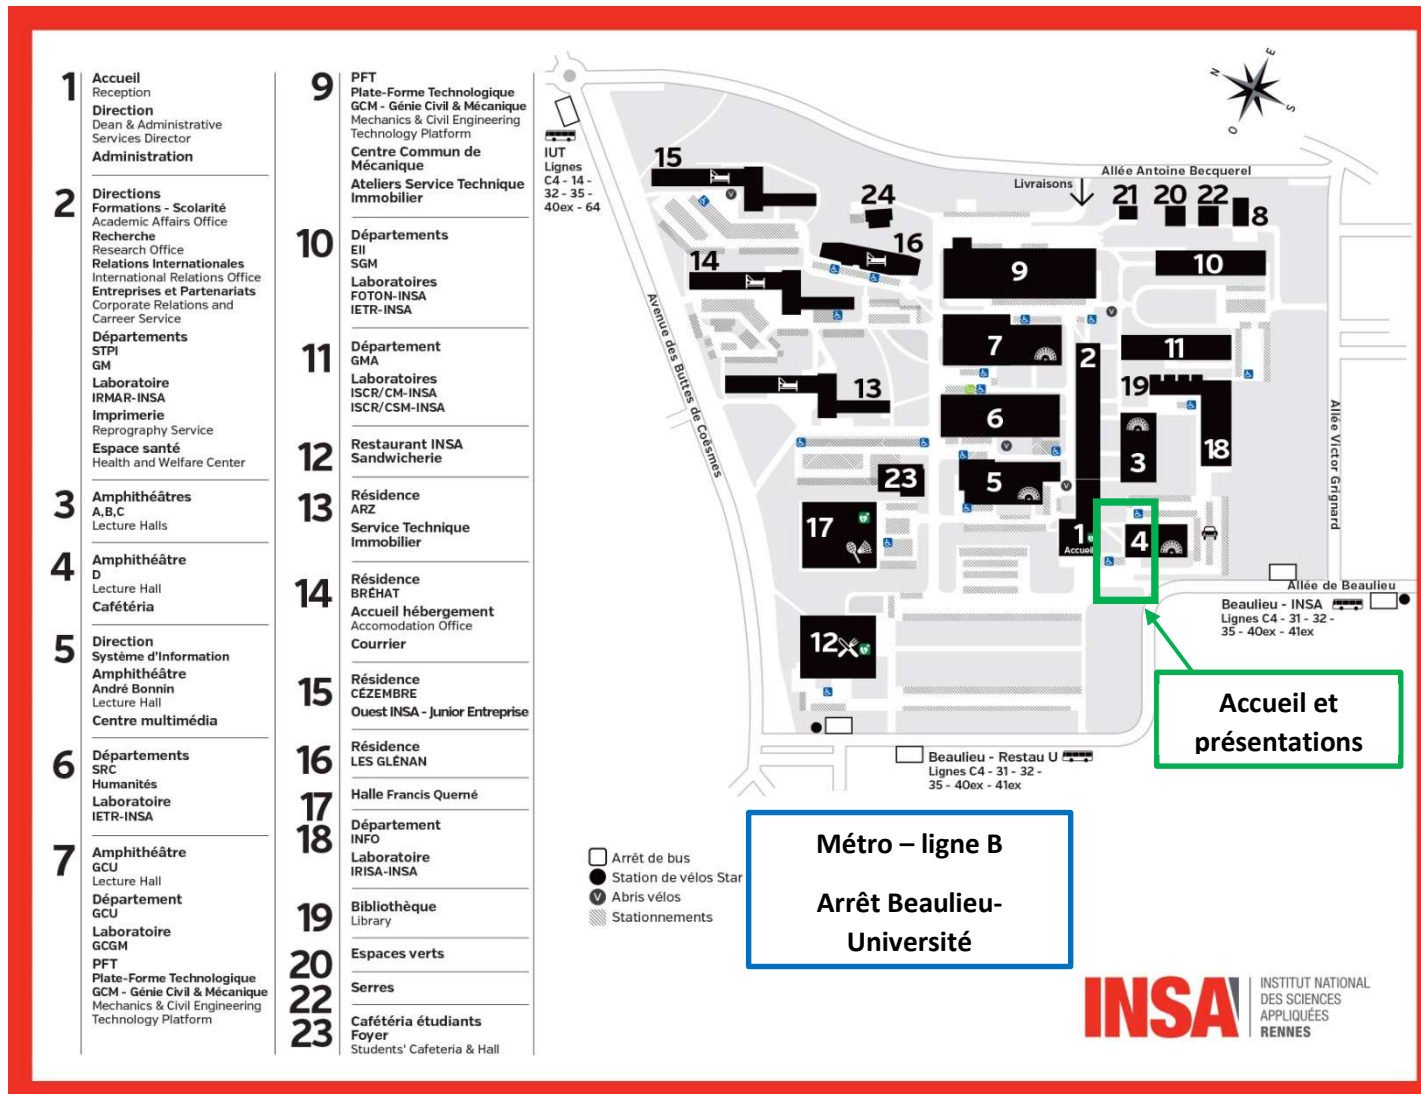 1
Accueil
Reception
Direction
Dean & Administrative
Services Director
Administration
2
Directions
Formations - Scolarité
Academic Affairs Office
Recherche
Research Office
Relations Internationales
International Relations Office
Entreprises et Partenariats
Corporate Relations and
Carreer Service
Départements
STPI
GM
Laboratoire
IRMAR-INSA
Imprimerie
Reprography Service
Espace santé
Health and Welfare Center
3
Amphithéâtres
A,B,C
Lecture Halls
4
Amphithéâtre
D
Lecture Hall
Cafétéria
5
Direction
Système d'Information
Amphithéâtre
André Bonnin
Lecture Hall
Centre multimédia
6
Départements
SRC
Humanités
Laboratoire
IETR-INSA
7
Amphithéâtre
GCU
Lecture Hall
Département
GCU
Laboratoire
GCGM
PFT
Plate-Forme Technologique
GCM - Génie Civil & Mécanique
Mechanics & Civil Engineering
Technology Platform
9
PFT
Plate-Forme Technologique
GCM - Génie Civil & Mécanique
Mechanics & Civil Engineering
Technology Platform
Centre Commun de
Mécanique
Ateliers Service Technique
Immobilier
10
Départements
EII
SGM
Laboratoires
FOTON-INSA
IETR-INSA
11
Département
GMA
Laboratoires
ISCR/CM-INSA
ISCR/CSM-INSA
12
Restaurant INSA
Sandwicherie
13
Résidence
ARZ
Service Technique
Immobilier
14
Résidence
BRÉHAT
Accueil hébergement
Accomodation Office
Courrier
15
Résidence
CÉZEMBRE
Ouest INSA - Junior Entreprise
16
Résidence
LES GLÉNAN
17
Halle Francis Querné
18
Département
INFO
Laboratoire
IRISA-INSA
19
Bibliothèque
Library
20
Espaces verts
22
Serres
23
Cafétéria étudiants
Foyer
Students' Cafeteria & Hall
N
E
S
O
IUT
Lignes
C4 - 14 -
32 - 35 -
40ex - 64
Allée Antoine Becquerel
Livraisons
15
V
24
21
20
22
8
16
14
9
10
Avenue des Buttes de Coësmes
V
7
2
11
13
19
6
3
18
V
23
5
V
17
1
Accueil
4
Allée Victor Grignard
Allée de Beaulieu
Beaulieu - INSA
Lignes C4 - 31 - 32 -
35 - 40ex - 41ex
12
Accueil et
présentations
Beaulieu - Restau U
Lignes C4 - 31 - 32 -
35 - 40ex - 41ex
Arrêt de bus
Station de vélos Star
V Abris vélos
Stationnements
Métro – ligne B
Arrêt Beaulieu-
Université
INSA
INSTITUT NATIONAL
DES SCIENCES
APPLIQUÉES
RENNES